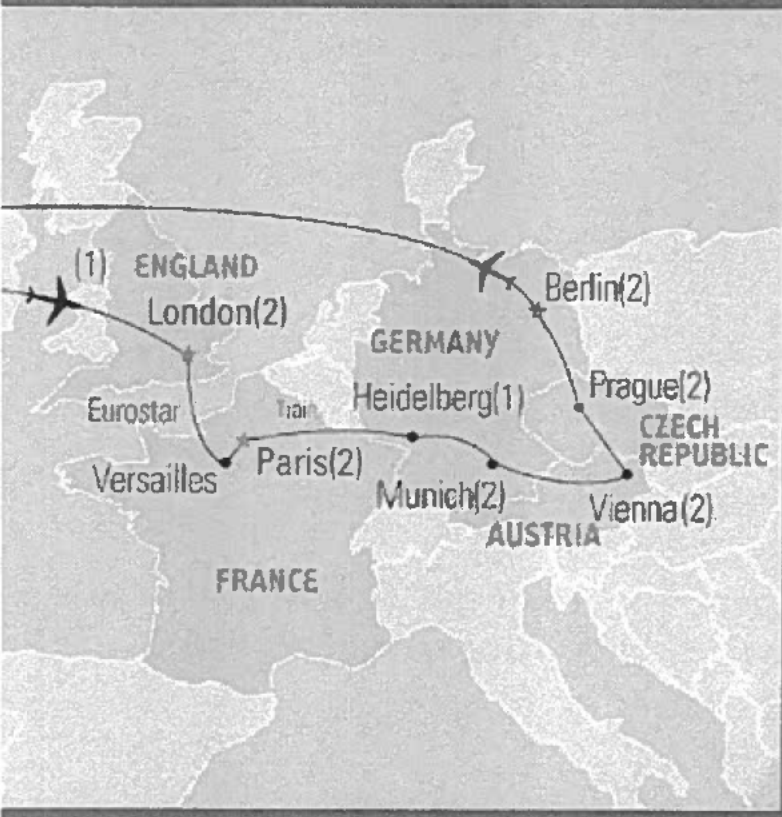 (1) ENGLAND
London(2)
Berlin(2)
GERMANY
Eurostar
Train
Heidelberg(1)
Prague(2)
CZECH
REPUBLIC
Versailles
Paris(2)
Munich(2)
Vienna(2)
AUSTRIA
FRANCE